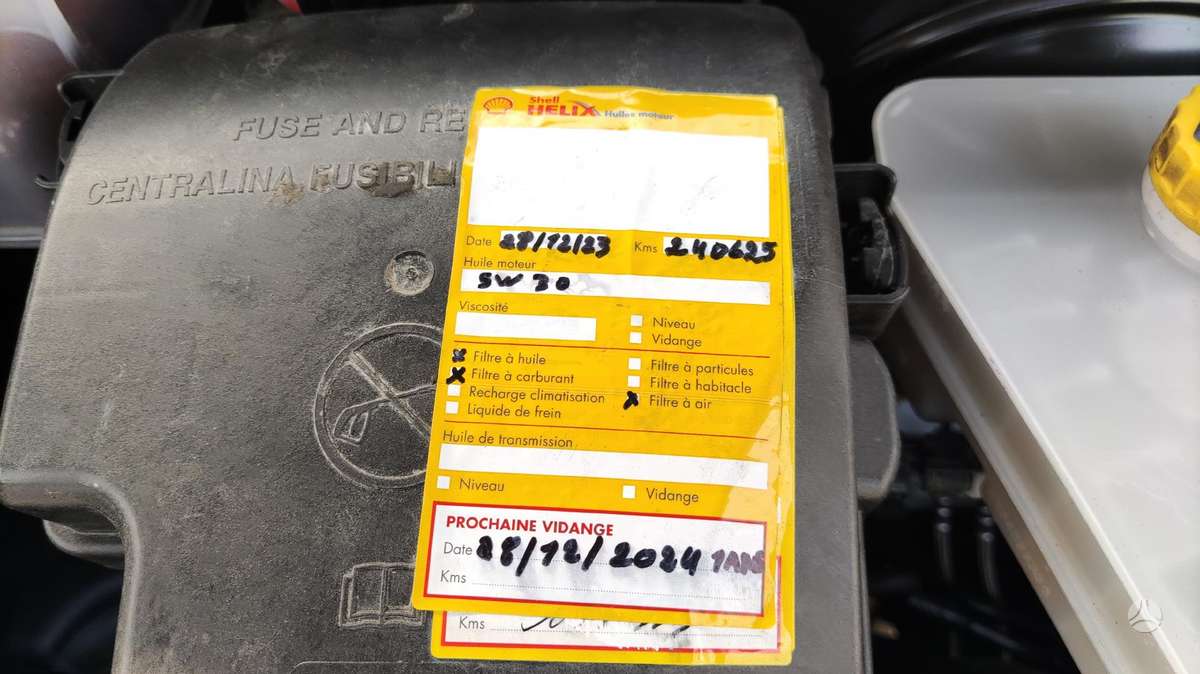 FUSE AND RE
CENTRALINA FUSIBILI
Shell
HELIX Huiles moteur
Date 28/12/23 Kms 240625
Huile moteur
5W 30
Viscosité
Niveau
Vidange
Filtre à huile
Filtre à carburant
Recharge climatisation
Liquide de frein
Filtre à particules
Filtre à habitacle
Filtre à air
Huile de transmission
Niveau
Vidange
PROCHAINE VIDANGE
Date 28/12/2024 1AN
Kms
Kms